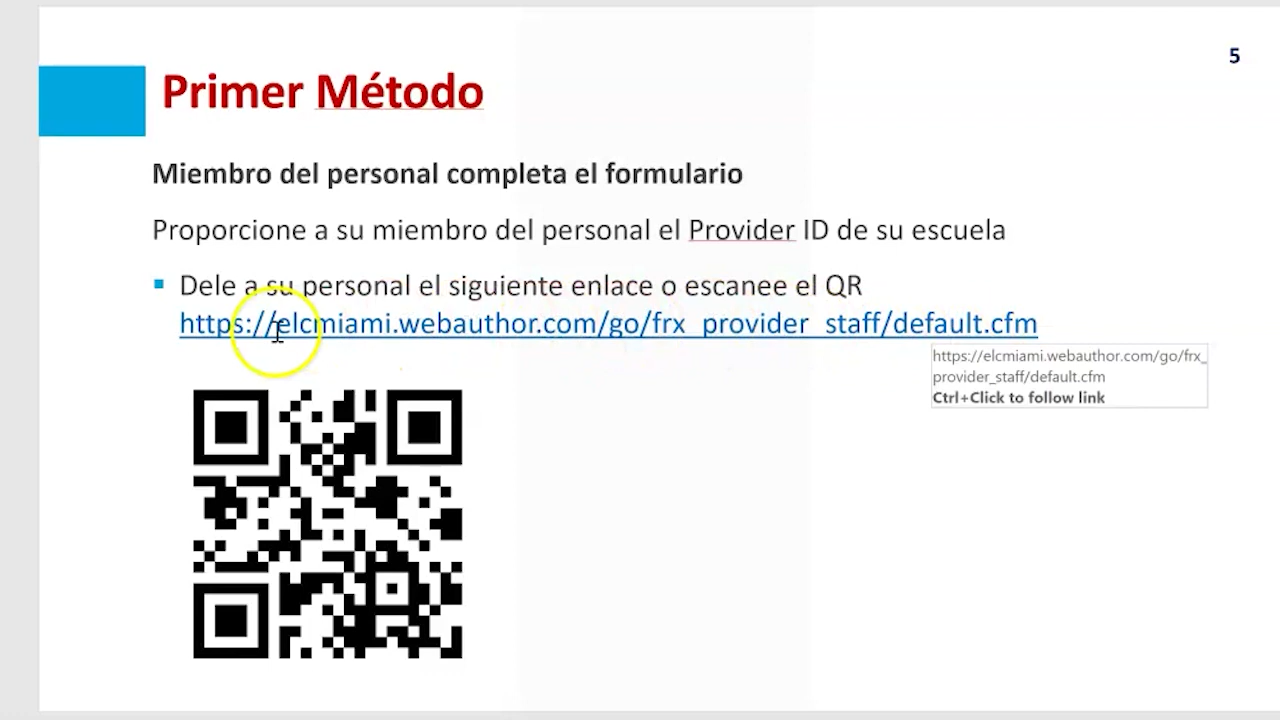 5
Primer Método
Miembro del personal completa el formulario
Proporcione a su miembro del personal el Provider ID de su escuela
Dele a su personal el siguiente enlace o escanee el QR
https://elcmiami.webauthor.com/go/frx_provider_staff/default.cfm
https://elcmiami.webauthor.com/go/frx_
provider_staff/default.cfm
Ctrl+Click to follow link